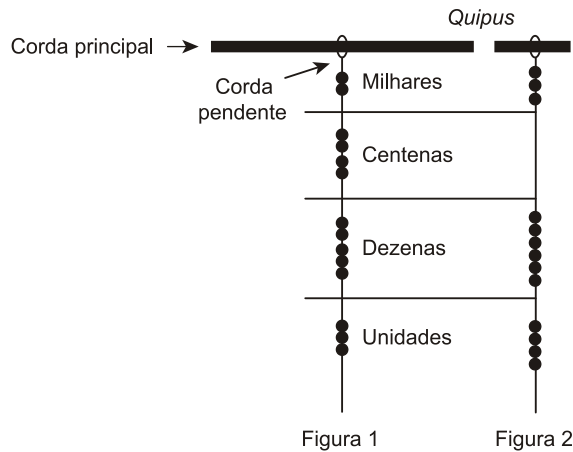 Quipus
Corda principal
Corda
pendente
Milhares
Centenas
Dezenas
Unidades
Figura 1
Figura 2